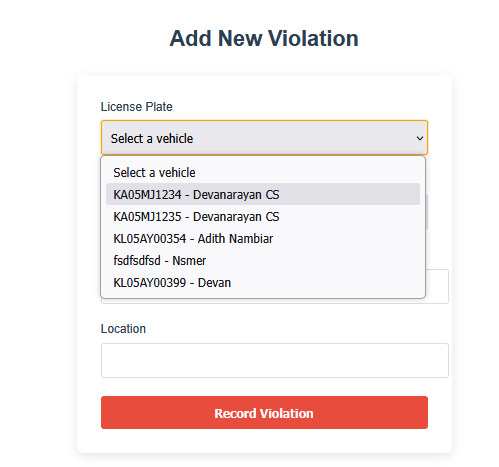 Add New Violation
License Plate
Select a vehicle
Select a vehicle
KA05MJ1234 - Devanarayan CS
KA05MJ1235 - Devanarayan CS
KL05AY00354 - Adith Nambiar
fsdfsdfsd - Nsmer
KL05AY00399 - Devan
Location
Record Violation